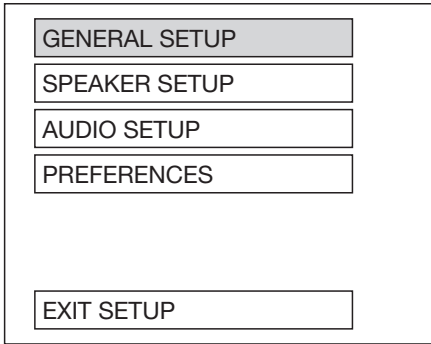 GENERAL SETUP
SPEAKER SETUP
AUDIO SETUP
PREFERENCES
EXIT SETUP